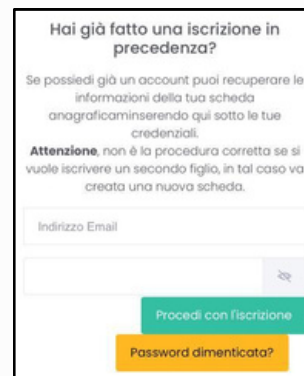 Hai già fatto una iscrizione in
precedenza?
Se possiedi già un account puoi recuperare le
informazioni della tua scheda
anagraficaminserendo qui sotto le tue
credenziali.
Attenzione, non è la procedura corretta se si
vuole iscrivere un secondo figlio, in tal caso va
creata una nuova scheda.
Indirizzo Email
Procedi con l'iscrizione
Password dimenticata?